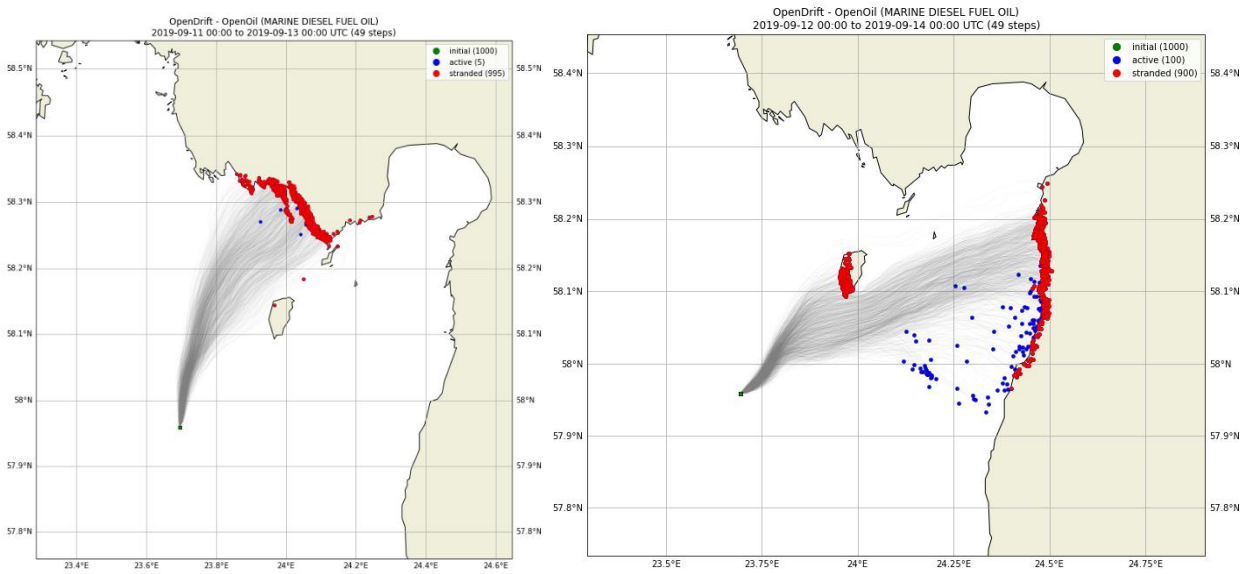 OpenDrift - OpenOil (MARINE DIESEL FUEL OIL)
2019-09-11 00:00 to 2019-09-13 00:00 UTC (49 steps)
initial (1000)
active (5)
stranded (995)
58.5°N
58.5°N
58.4°N
58.4°N
58.3°N
58.3°N
58.2°N
58.2°N
58.1°N
58.1°N
58°N
58°N
57.9°N
57.9°N
57.8°N
57.8°N
23.4°E
23.6°E
23.8°E
24°E
24.2°E
24.4°E
24.6°E
OpenDrift - OpenOil (MARINE DIESEL FUEL OIL)
2019-09-12 00:00 to 2019-09-14 00:00 UTC (49 steps)
initial (1000)
active (100)
stranded (900)
58.4°N
58.4°N
58.3°N
58.3°N
58.2°N
58.2°N
58.1°N
58.1°N
58°N
58°N
57.9°N
57.9°N
57.8°N
57.8°N
23.5°E
23.75°E
24°E
24.25°E
24.5°E
24.75°E